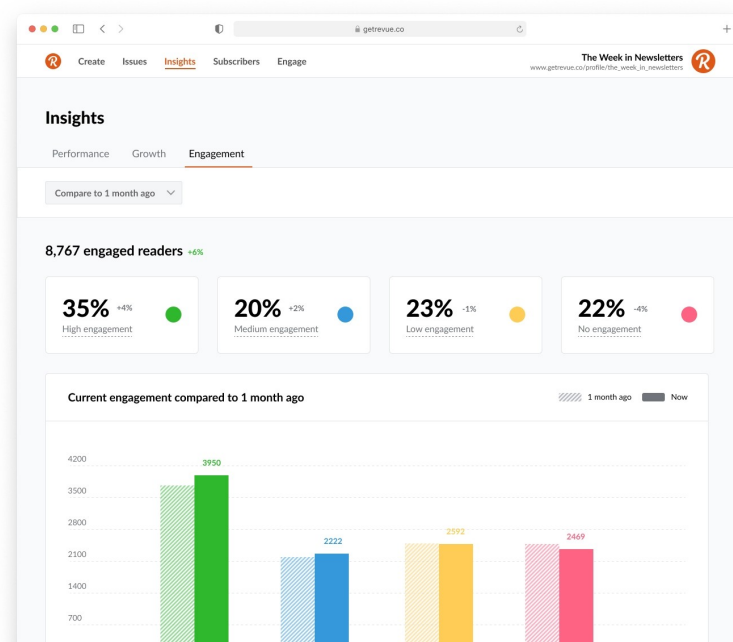 getrevue.co
R Create Issues Insights Subscribers Engage
The Week in Newsletters
www.getrevue.co/profile/the_week_in_newsletters
R
Insights
Performance Growth Engagement
Compare to 1 month ago
8,767 engaged readers +6%
35% +4%
High engagement
20% +2%
Medium engagement
23% -1%
Low engagement
22% -4%
No engagement
Current engagement compared to 1 month ago
1 month ago Now
4200
3950
3500
2800
2592
2469
2222
2100
1400
700